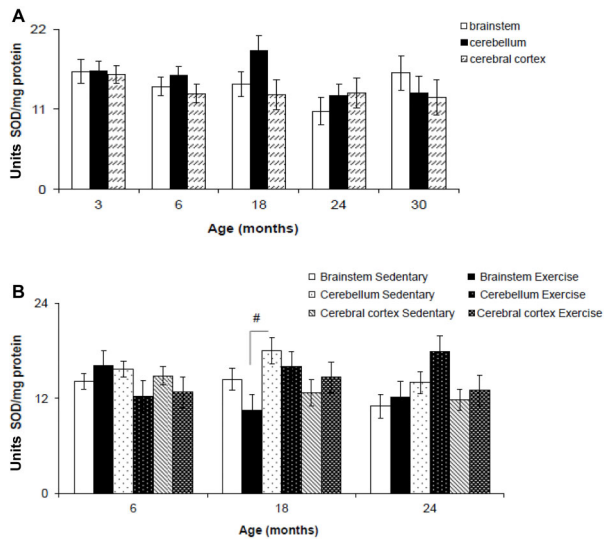 A
Units SOD/mg protein
22
11
0
brainstem
cerebellum
cerebral cortex
3 6 18 24 30
Age (months)
B
Units SOD/mg protein
24
12
0
Brainstem Sedentary Brainstem Exercise
Cerebellum Sedentary Cerebellum Exercise
Cerebral cortex Sedentary Cerebral cortex Exercise
#
6 18 24
Age (months)